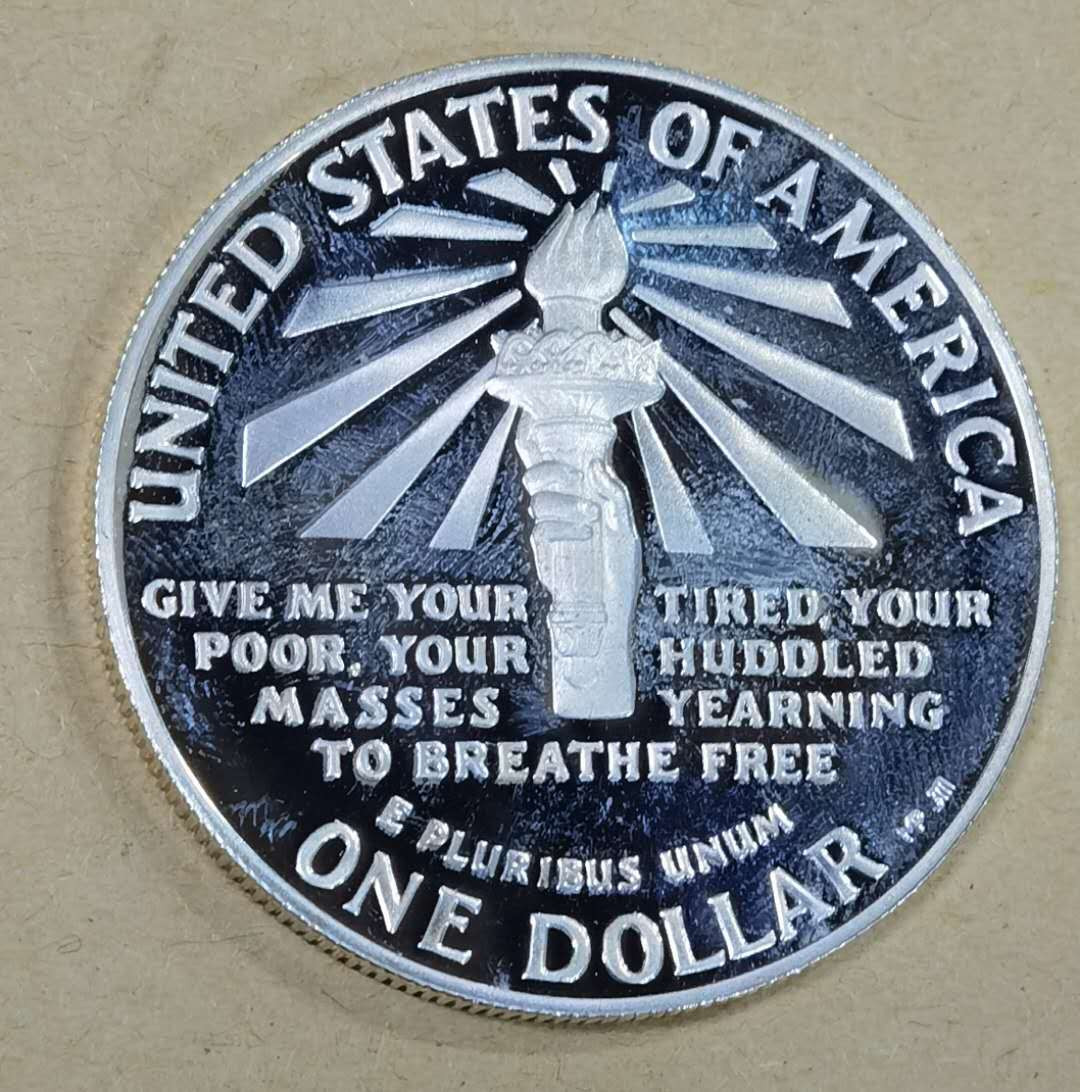 UNITED STATES OF AMERICA
GIVE ME YOUR TIRED, YOUR
POOR, YOUR HUDDLED
MASSES YEARNING
TO BREATHE FREE
E PLURIBUS UNUM
ONE DOLLAR